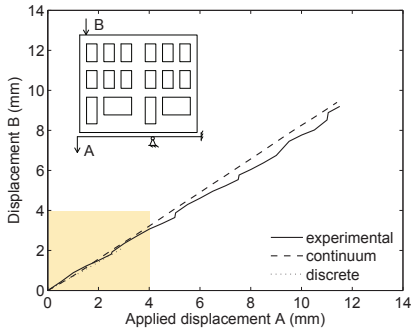 14
12
10
8
6
4
2
0
Displacement B (mm)
B
A
experimental
continuum
discrete
0 2 4 6 8 10 12 14
Applied displacement A (mm)